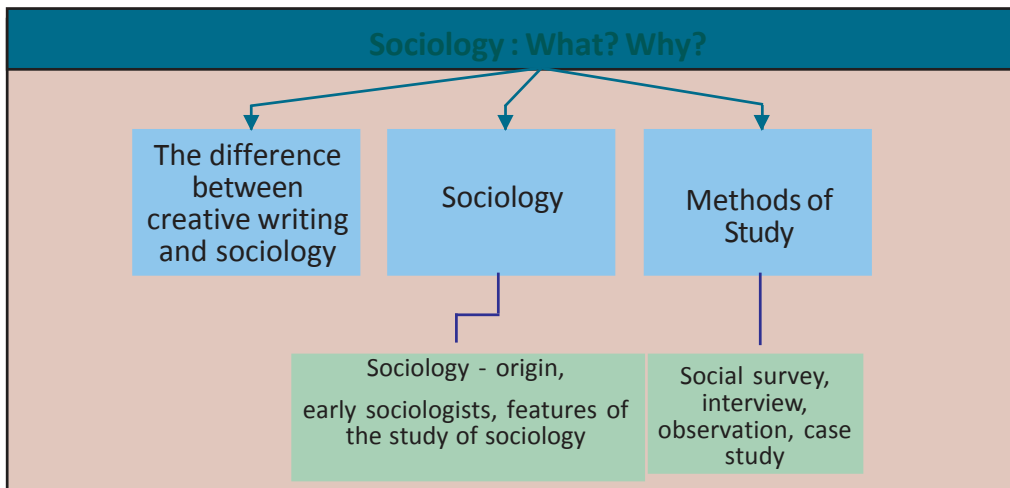 Sociology : What? Why?
The difference
between
creative writing
and sociology
Sociology
Methods of
Study
Sociology - origin,
early sociologists, features of
the study of sociology
Social survey,
interview,
observation, case
study